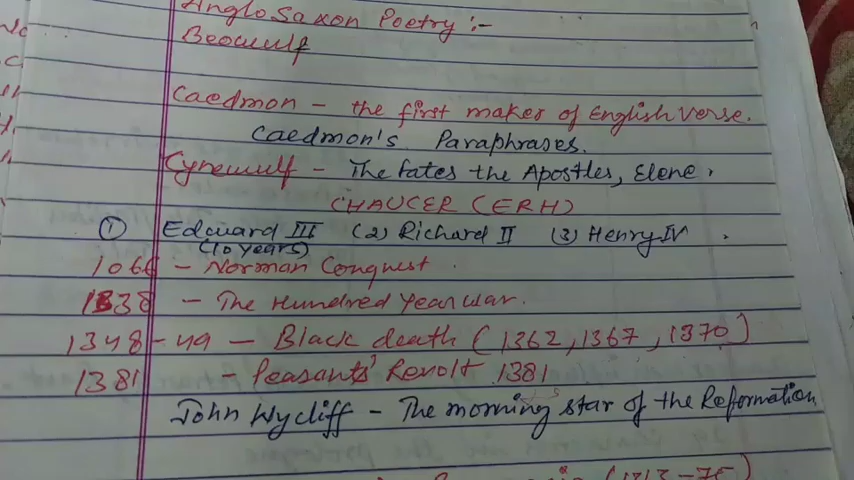 Anglo Saxon Poetry :-
Beowulf
Caedmon - the first maker of English verse.
Caedmon's Paraphrases.
Cynewulf - The Fates the Apostles, Elene.
CHAUCER (ERH)
① Edward III (2) Richard II (3) Henry IV .
(10 years)
1066 - Norman Conquest.
1338 - The Hundred Year war.
1348-49 - Black death (1362, 1367, 1370)
1381 - Peasants' Revolt 1381
John Wycliff - The morning star of the Reformation